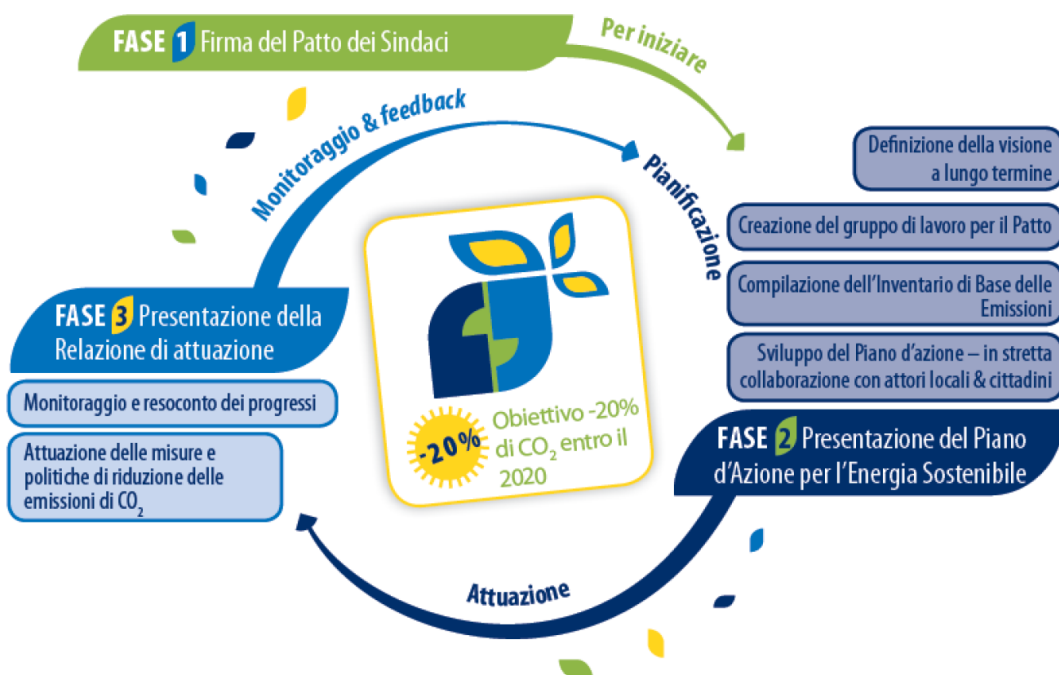 FASE 1 Firma del Patto dei Sindaci
Per iniziare
Monitoraggio & feedback
Pianificazione
Definizione della visione
a lungo termine
Creazione del gruppo di lavoro per il Patto
Compilazione dell'Inventario di Base delle
Emissioni
Sviluppo del Piano d'azione – in stretta
collaborazione con attori locali & cittadini
FASE 2 Presentazione del Piano
d'Azione per l'Energia Sostenibile
Attuazione
FASE 3 Presentazione della
Relazione di attuazione
Monitoraggio e resoconto dei progressi
Attuazione delle misure e
politiche di riduzione delle
emissioni di CO₂
-20%
Obiettivo -20%
di CO₂ entro il
2020